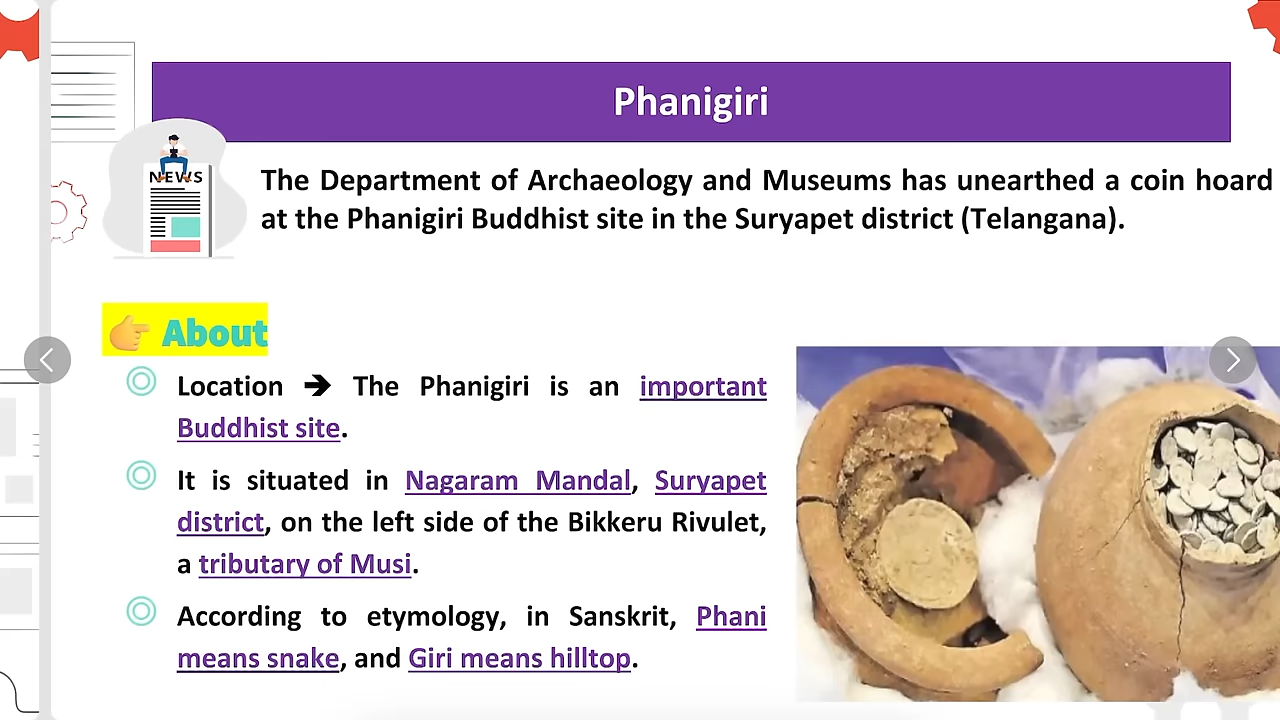 Phanigiri
NEWS
The Department of Archaeology and Museums has unearthed a coin hoard
at the Phanigiri Buddhist site in the Suryapet district (Telangana).
About
Location ➔ The Phanigiri is an important
Buddhist site.
It is situated in Nagaram Mandal, Suryapet
district, on the left side of the Bikkeru Rivulet,
a tributary of Musi.
According to etymology, in Sanskrit, Phani
means snake, and Giri means hilltop.